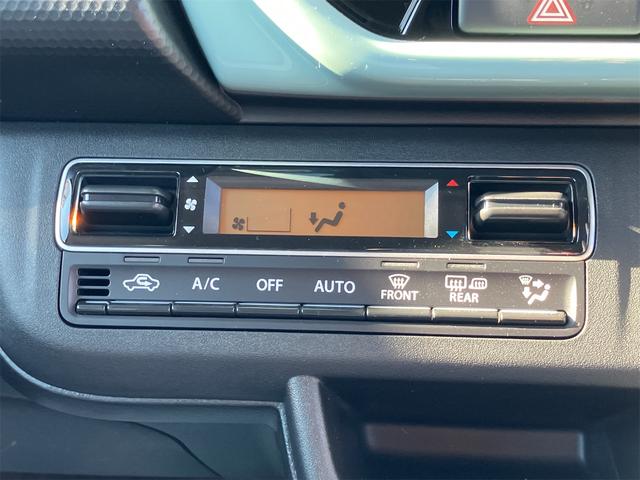 A/C OFF AUTO FRONT REAR